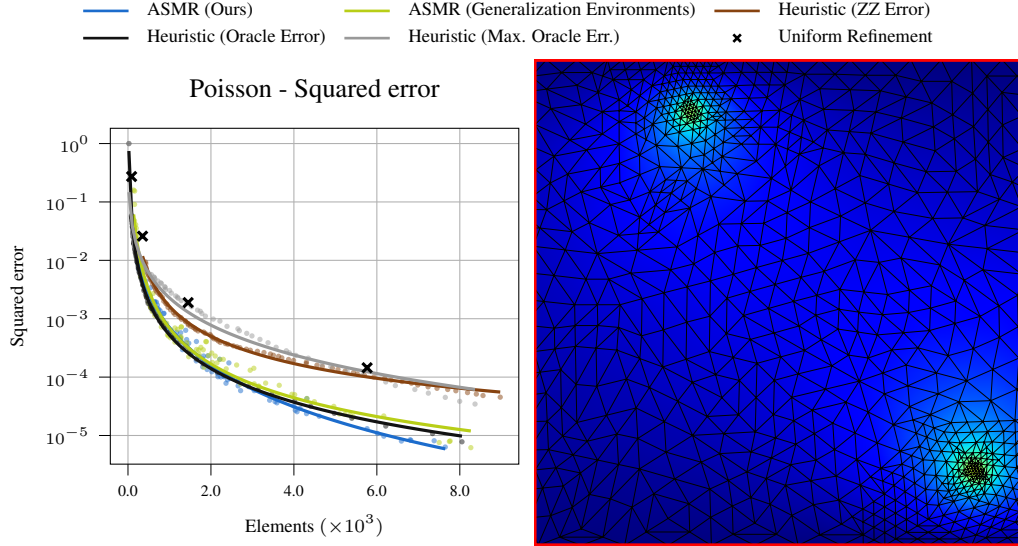 ASMR (Ours) ASMR (Generalization Environments) Heuristic (ZZ Error)
Heuristic (Oracle Error) Heuristic (Max. Oracle Err.) Uniform Refinement
Poisson - Squared error
Squared error
10^0
10^-1
10^-2
10^-3
10^-4
10^-5
0.0 2.0 4.0 6.0 8.0
Elements (×10^3)